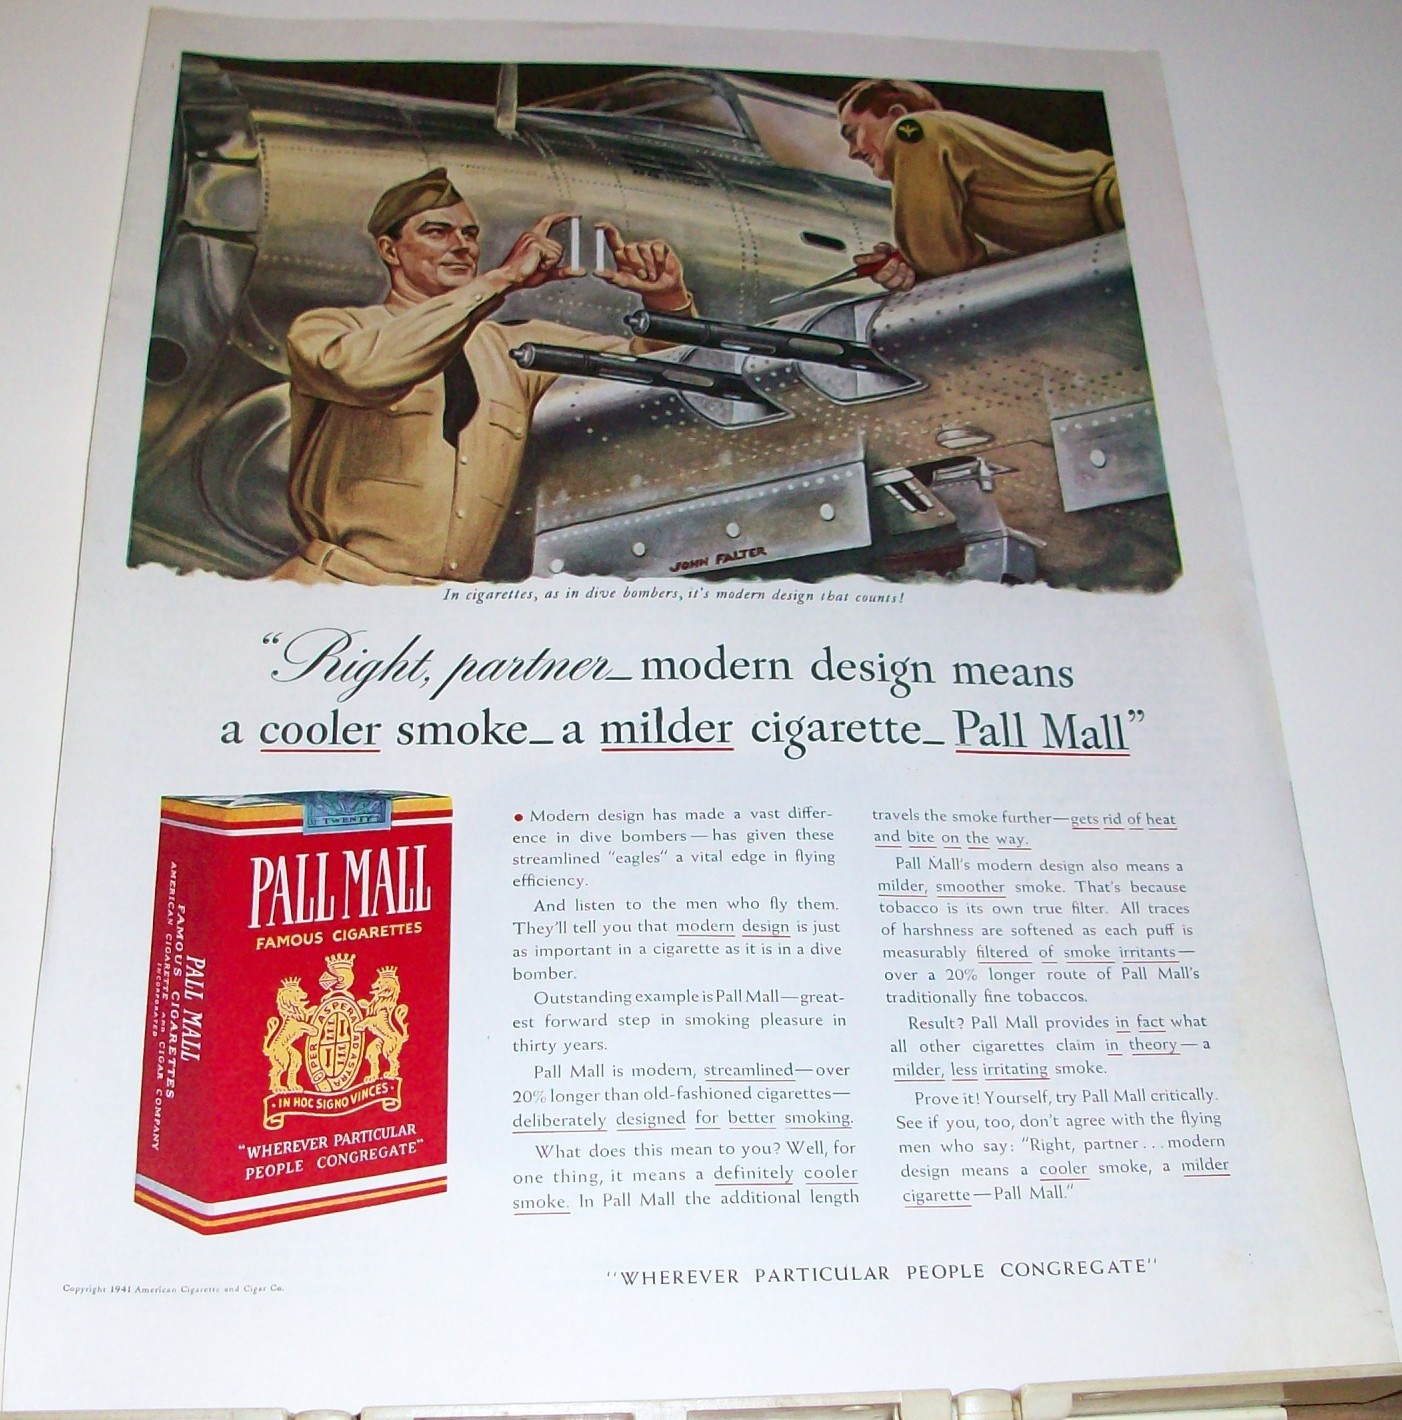 JOHN FALTER
In cigarettes, as in dive bombers, it's modern design that counts!
"Right, partner_ modern design means
a cooler smoke_ a milder cigarette_ Pall Mall"
TWENTY
PALL MALL
FAMOUS CIGARETTES
PER ASPERA AD ASTRA
IN HOC SIGNO VINCES
"WHEREVER PARTICULAR
PEOPLE CONGREGATE"
PALL MALL
FAMOUS CIGARETTES
AMERICAN CIGARETTE AND CIGAR COMPANY
INCORPORATED
• Modern design has made a vast differ-
ence in dive bombers—has given these
streamlined "eagles" a vital edge in flying
efficiency.
And listen to the men who fly them.
They'll tell you that modern design is just
as important in a cigarette as it is in a dive
bomber.
Outstanding example is Pall Mall—great-
est forward step in smoking pleasure in
thirty years.
Pall Mall is modern, streamlined—over
20% longer than old-fashioned cigarettes—
deliberately designed for better smoking.
What does this mean to you? Well, for
one thing, it means a definitely cooler
smoke. In Pall Mall the additional length
travels the smoke further—gets rid of heat
and bite on the way.
Pall Mall's modern design also means a
milder, smoother smoke. That's because
tobacco is its own true filter. All traces
of harshness are softened as each puff is
measurably filtered of smoke irritants—
over a 20% longer route of Pall Mall's
traditionally fine tobaccos.
Result? Pall Mall provides in fact what
all other cigarettes claim in theory—a
milder, less irritating smoke.
Prove it! Yourself, try Pall Mall critically.
See if you, too, don't agree with the flying
men who say: "Right, partner...modern
design means a cooler smoke, a milder
cigarette—Pall Mall."
"WHEREVER PARTICULAR PEOPLE CONGREGATE"
Copyright 1941 American Cigarette and Cigar Co.